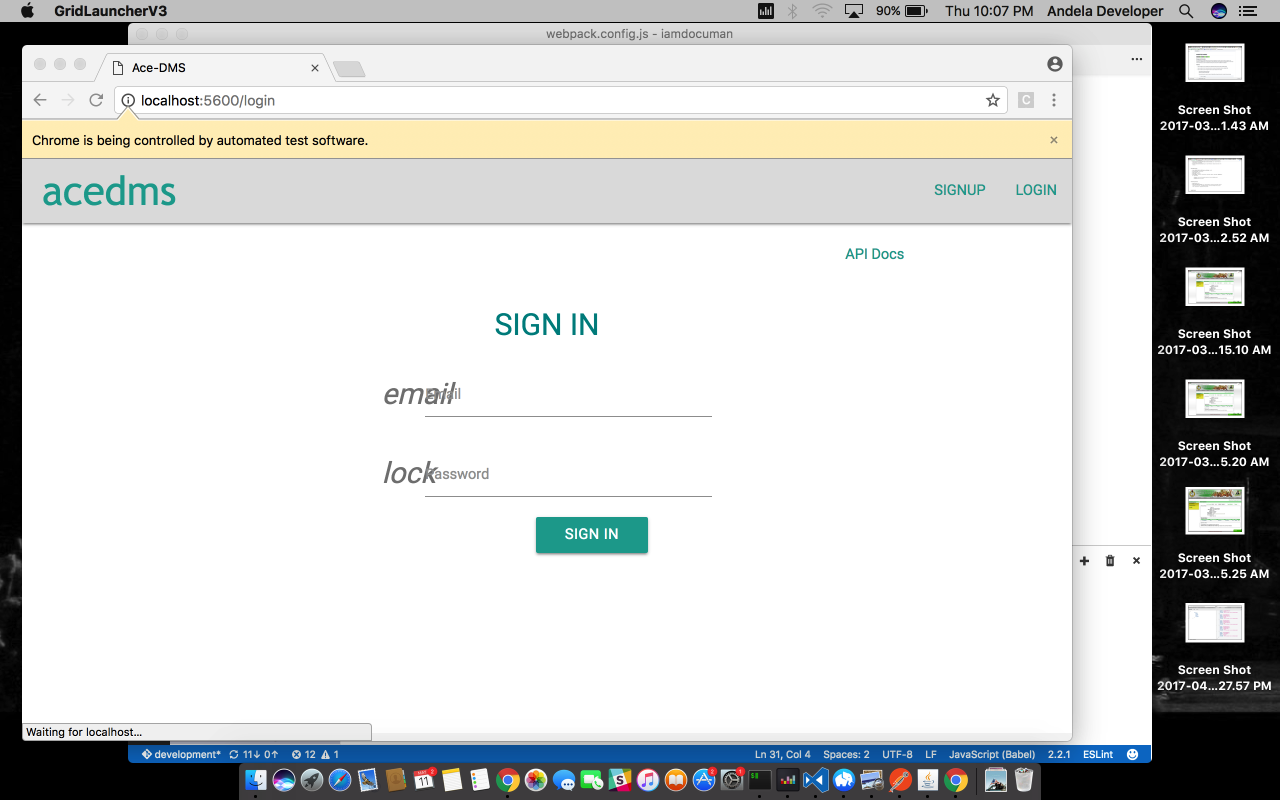 GridLauncherV3
90%
Thu 10:07 PM
Andela Developer
webpack.config.js - iamdocuman
Ace-DMS
localhost:5600/login
C
Chrome is being controlled by automated test software.
acedms
SIGNUP
LOGIN
API Docs
SIGN IN
email
Email
lock
Password
SIGN IN
Waiting for localhost...
development*
11↓ 0↑
12
1
Ln 31, Col 4
Spaces: 2
UTF-8
LF
JavaScript (Babel)
2.2.1
ESLint
Screen Shot
2017-03...1.43 AM
Screen Shot
2017-03...2.52 AM
Screen Shot
2017-03...15.10 AM
Screen Shot
2017-03...5.20 AM
Screen Shot
2017-03...5.25 AM
Screen Shot
2017-04...27.57 PM
11